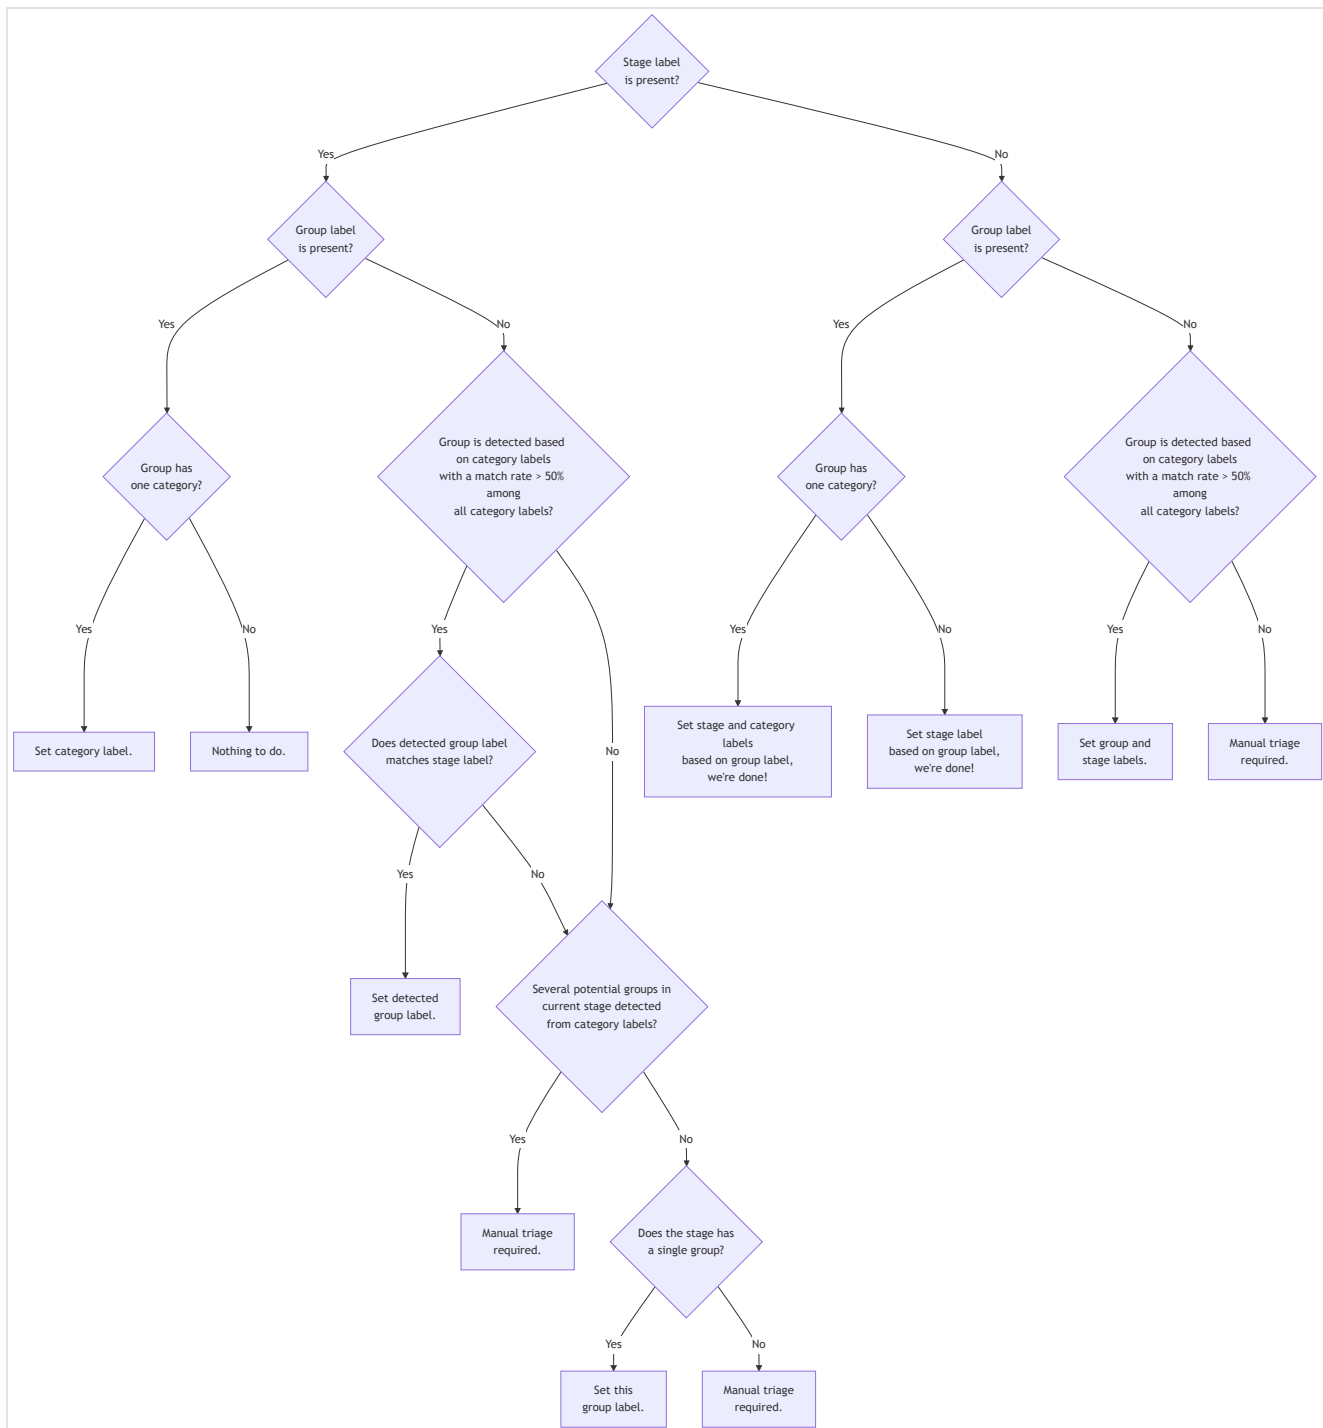 Stage label
is present?
Yes
No
Group label
is present?
Group label
is present?
Yes
No
Yes
No
Group has
one category?
Group is detected based
on category labels
with a match rate > 50%
among
all category labels?
Group has
one category?
Group is detected based
on category labels
with a match rate > 50%
among
all category labels?
Yes
No
Yes
Yes
No
Yes
No
Set category label.
Nothing to do.
Does detected group label
matches stage label?
No
Set stage and category
labels
based on group label,
we're done!
Set stage label
based on group label,
we're done!
Set group and
stage labels.
Manual triage
required.
Yes
No
Set detected
group label.
Several potential groups in
current stage detected
from category labels?
Yes
No
Manual triage
required.
Does the stage has
a single group?
Yes
No
Set this
group label.
Manual triage
required.